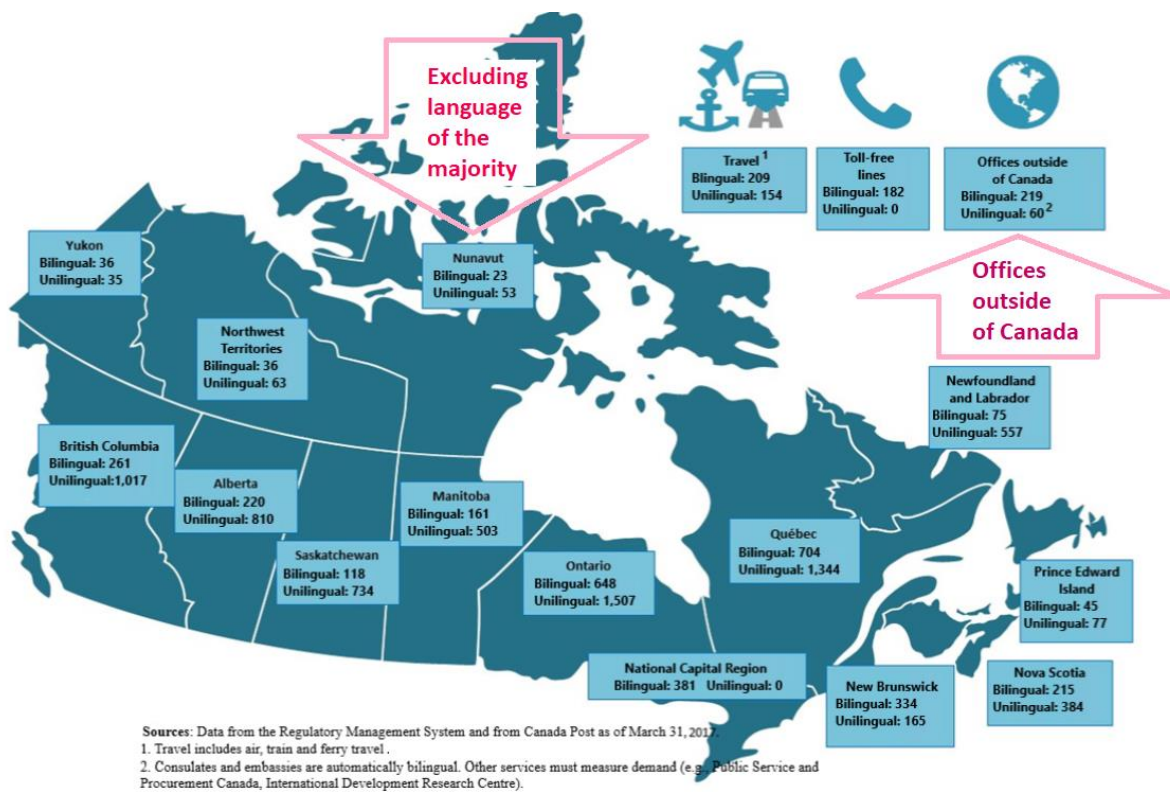 Excluding
language
of the
majority
Travel 1
Blingual: 209
Unilingual: 154
Toll-free
lines
Bilingual: 182
Unilingual: 0
Offices outside
of Canada
Bilingual: 219
Unilingual: 60 2
Offices
outside
of Canada
Yukon
Bilingual: 36
Unilingual: 35
Nunavut
Bilingual: 23
Unilingual: 53
Northwest
Territories
Bilingual: 36
Unilingual: 63
Newfoundland
and Labrador
Bilingual: 75
Unilingual: 557
British Columbia
Bilingual: 261
Unilingual:1,017
Alberta
Bilingual: 220
Unilingual: 810
Saskatchewan
Bilingual: 118
Unilingual: 734
Manitoba
Bilingual: 161
Unilingual: 503
Ontario
Bilingual: 648
Unilingual: 1,507
Québec
Bilingual: 704
Unilingual: 1,344
Prince Edward
Island
Bilingual: 45
Unilingual: 77
National Capital Region
Bilingual: 381 Unilingual: 0
New Brunswick
Bilingual: 334
Unilingual: 165
Nova Scotia
Bilingual: 215
Unilingual: 384
Sources: Data from the Regulatory Management System and from Canada Post as of March 31, 2017.
1. Travel includes air, train and ferry travel .
2. Consulates and embassies are automatically bilingual. Other services must measure demand (e.g., Public Service and
Procurement Canada, International Development Research Centre).